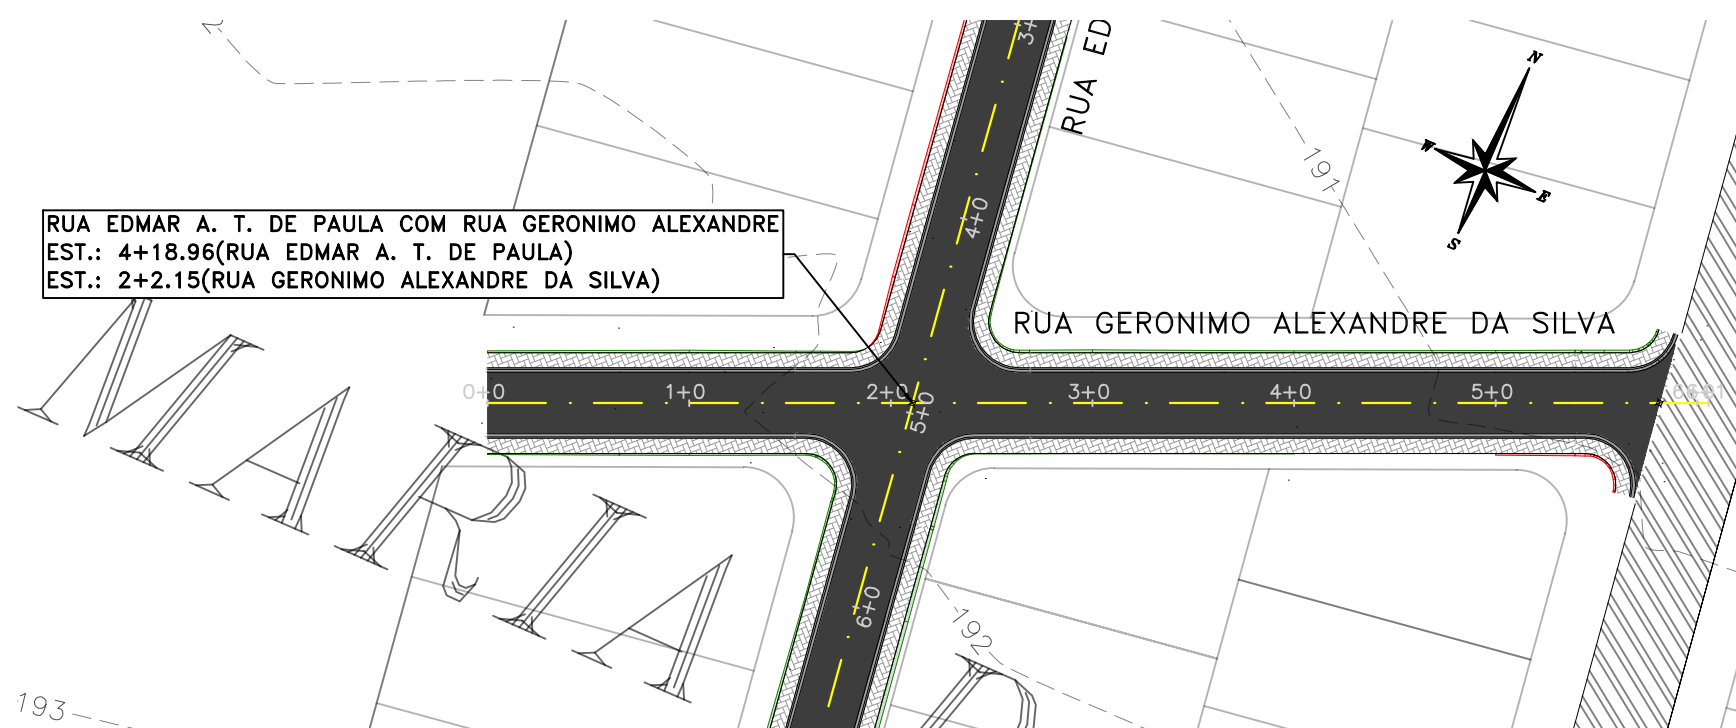 3+
RUA ED
N
W
E
S
191
4+0
RUA EDMAR A. T. DE PAULA COM RUA GERONIMO ALEXANDRE
EST.: 4+18.96(RUA EDMAR A. T. DE PAULA)
EST.: 2+2.15(RUA GERONIMO ALEXANDRE DA SILVA)
RUA GERONIMO ALEXANDRE DA SILVA
0+0
1+0
2+0
3+0
4+0
5+0
5+0
MARIA
6+0
192
193